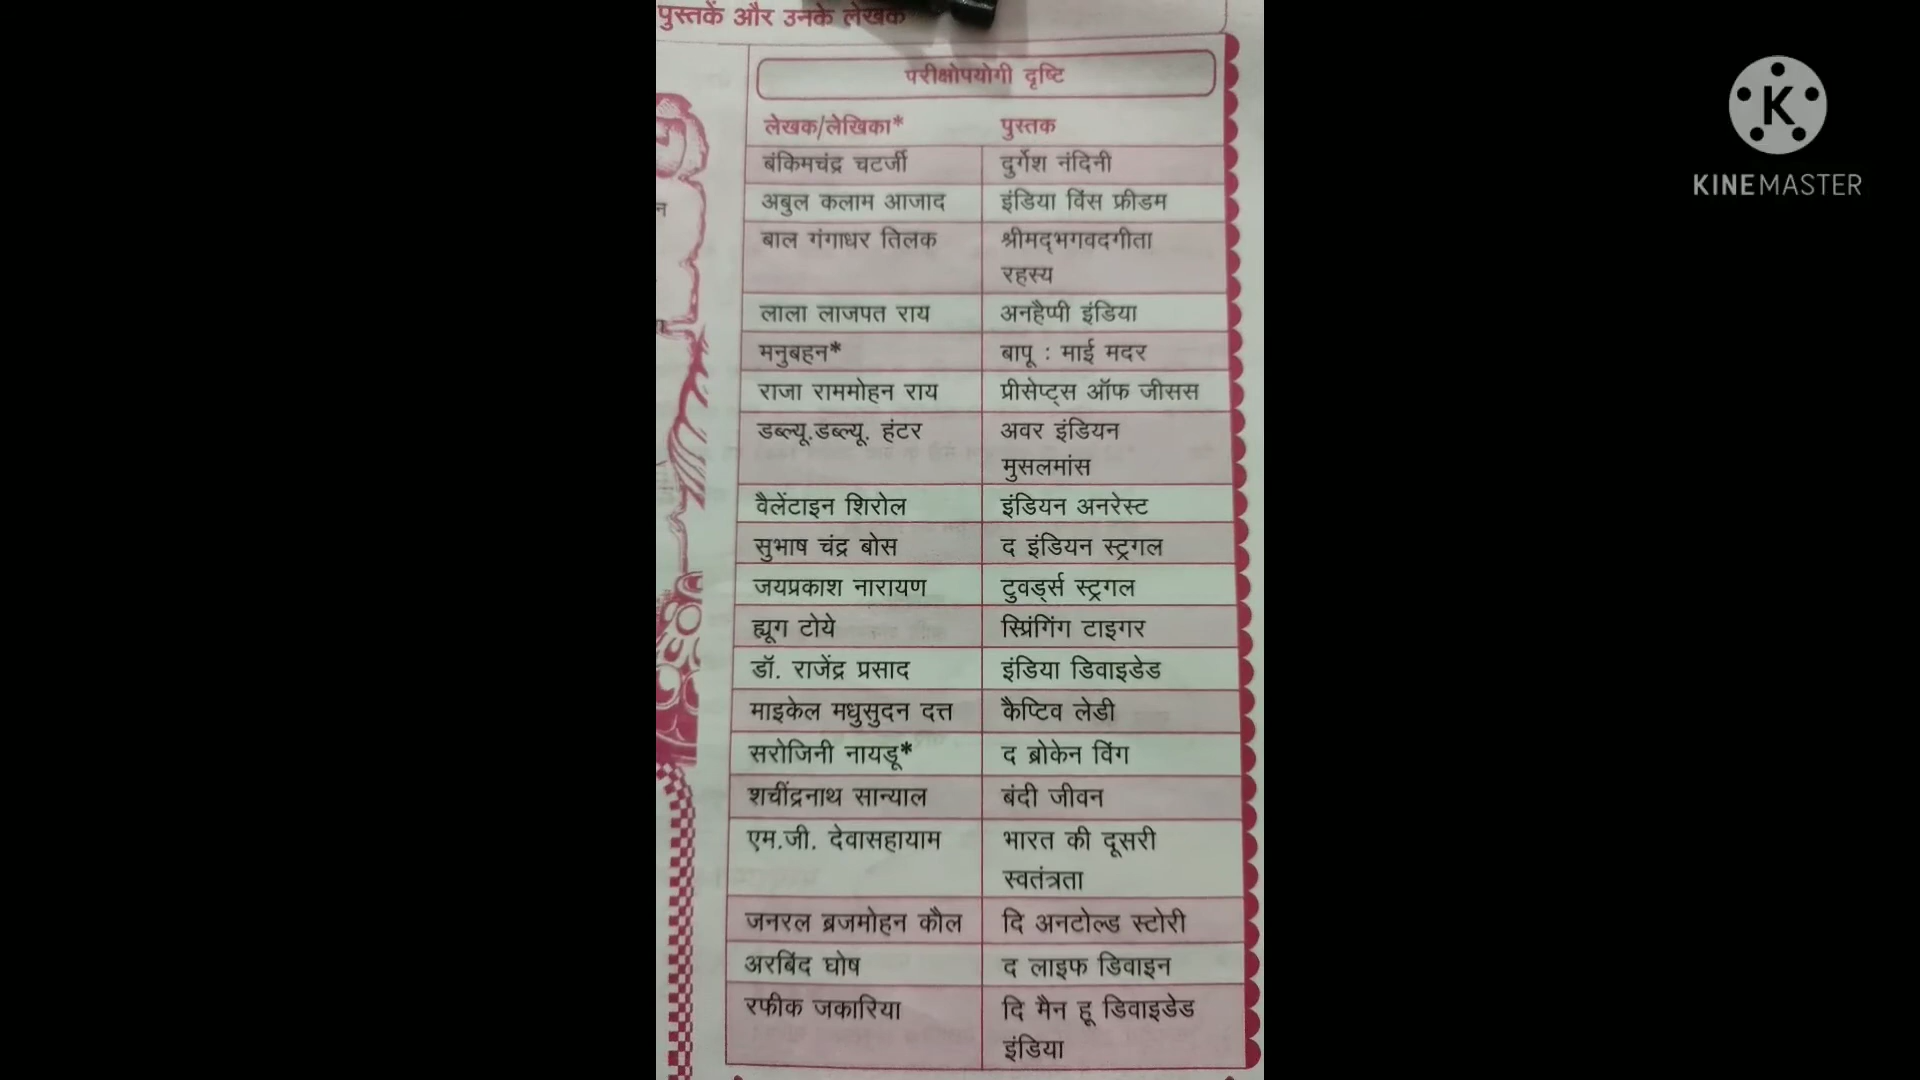 पुस्तकें और उनके लेखक
परीक्षोपयोगी दृष्टि
लेखक/लेखिका* पुस्तक
बंकिमचंद्र चटर्जी दुर्गेश नंदिनी
अबुल कलाम आजाद इंडिया विंस फ्रीडम
बाल गंगाधर तिलक श्रीमद्भगवदगीता
रहस्य
लाला लाजपत राय अनहैप्पी इंडिया
मनुबहन* बापू : माई मदर
राजा राममोहन राय प्रीसेप्ट्स ऑफ जीसस
डब्ल्यू.डब्ल्यू. हंटर अवर इंडियन
मुसलमांस
वैलेंटाइन शिरोल इंडियन अनरेस्ट
सुभाष चंद्र बोस द इंडियन स्ट्रगल
जयप्रकाश नारायण टुवर्ड्स स्ट्रगल
ह्यूग टोये स्प्रिंगिंग टाइगर
डॉ. राजेंद्र प्रसाद इंडिया डिवाइडेड
माइकेल मधुसुदन दत्त कैप्टिव लेडी
सरोजिनी नायडू* द ब्रोकेन विंग
शचींद्रनाथ सान्याल बंदी जीवन
एम.जी. देवासहायाम भारत की दूसरी
स्वतंत्रता
जनरल ब्रजमोहन कौल दि अनटोल्ड स्टोरी
अरबिंद घोष द लाइफ डिवाइन
रफीक जकारिया दि मैन हू डिवाइडेड
इंडिया
K
KINEMASTER